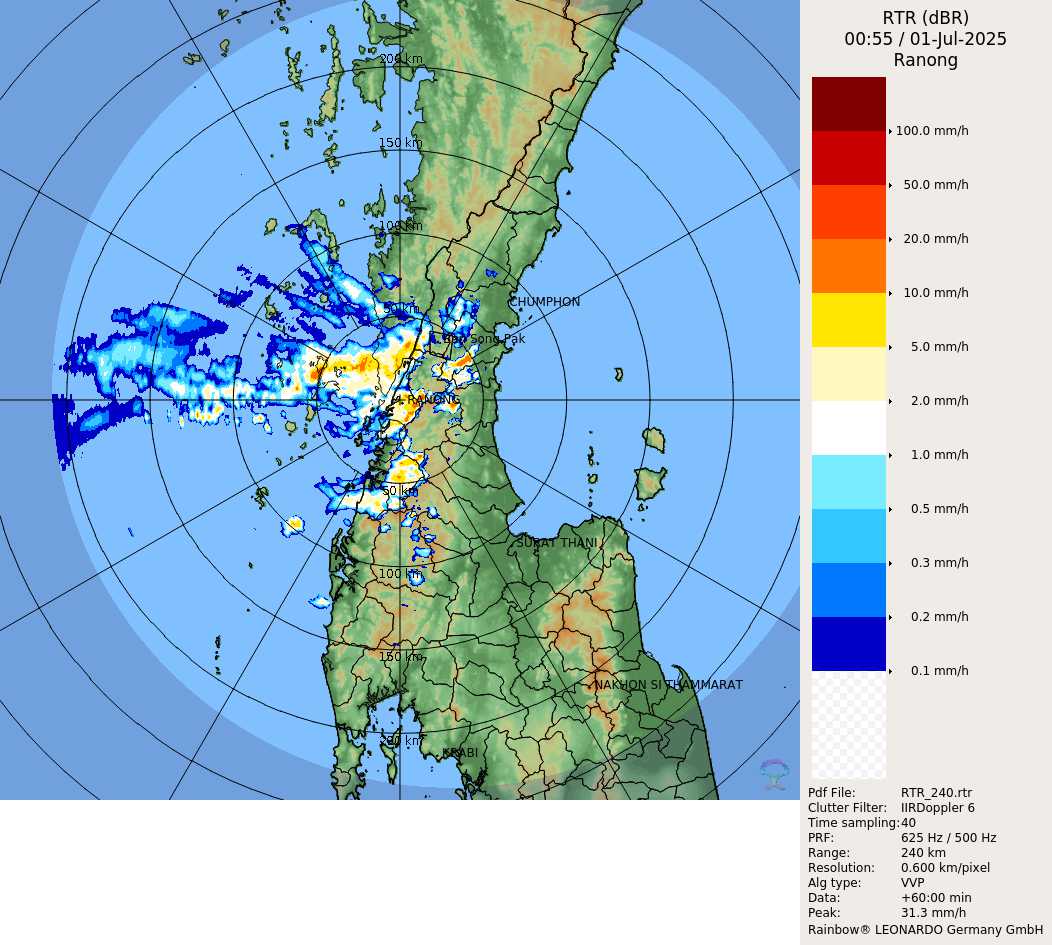 RTR (dBR)
00:55 / 01-Jul-2025
Ranong
100.0 mm/h
50.0 mm/h
20.0 mm/h
10.0 mm/h
5.0 mm/h
2.0 mm/h
1.0 mm/h
0.5 mm/h
0.3 mm/h
0.2 mm/h
0.1 mm/h
200 km
150 km
100 km
CHUMPHON
50 km
Ban Song Pak
RANONG
50 km
SURAT THANI
100 km
150 km
NAKHON SI THAMMARAT
200 km
KRABI
Pdf File: RTR_240.rtr
Clutter Filter: IIRDoppler 6
Time sampling: 40
PRF: 625 Hz / 500 Hz
Range: 240 km
Resolution: 0.600 km/pixel
Alg type: VVP
Data: +60:00 min
Peak: 31.3 mm/h
Rainbow® LEONARDO Germany GmbH